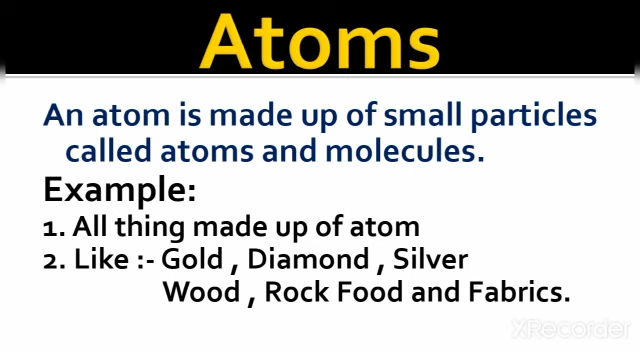 Atoms
An atom is made up of small particles
called atoms and molecules.
Example:
1. All thing made up of atom
2. Like :- Gold , Diamond , Silver
Wood , Rock Food and Fabrics.
XRecorder